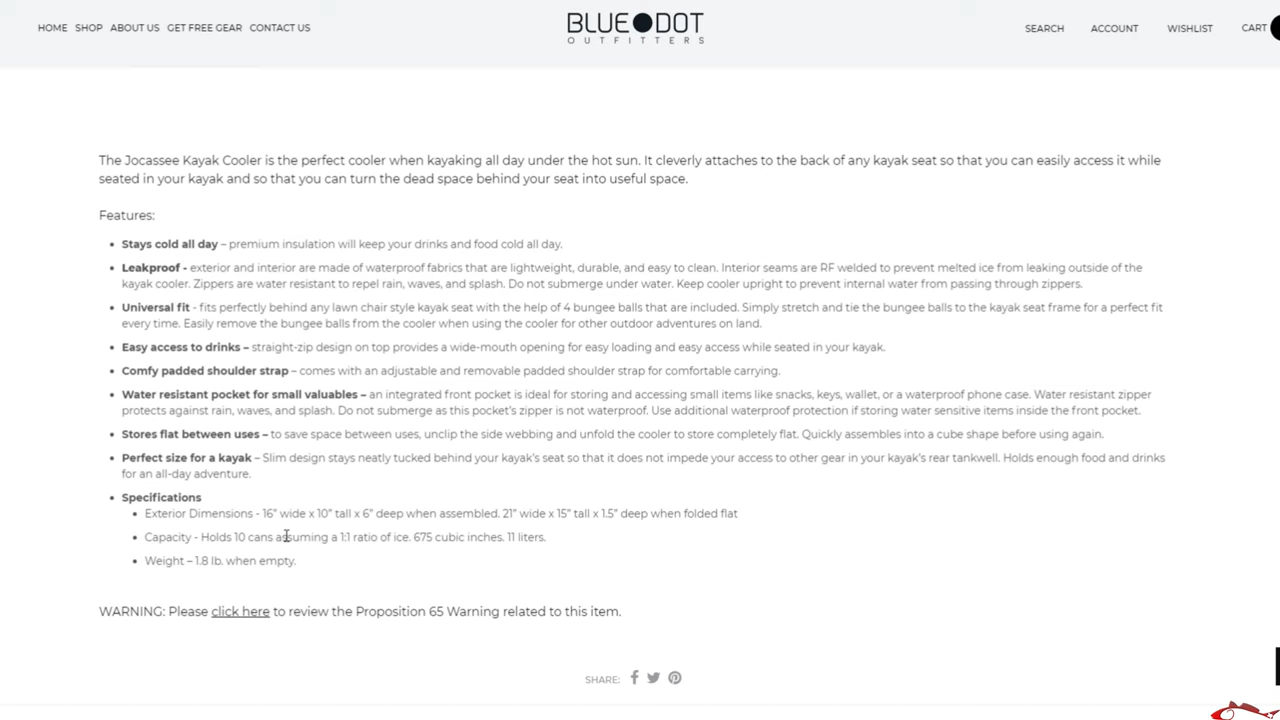 HOME SHOP ABOUT US GET FREE GEAR CONTACT US
BLUE DOT
OUTFITTERS
SEARCH ACCOUNT WISHLIST CART
The Jocassee Kayak Cooler is the perfect cooler when kayaking all day under the hot sun. It cleverly attaches to the back of any kayak seat so that you can easily access it while
seated in your kayak and so that you can turn the dead space behind your seat into useful space.
Features:
• Stays cold all day – premium insulation will keep your drinks and food cold all day.
• Leakproof - exterior and interior are made of waterproof fabrics that are lightweight, durable, and easy to clean. Interior seams are RF welded to prevent melted ice from leaking outside of the
kayak cooler. Zippers are water resistant to repel rain, waves, and splash. Do not submerge under water. Keep cooler upright to prevent internal water from passing through zippers.
• Universal fit - fits perfectly behind any lawn chair style kayak seat with the help of 4 bungee balls that are included. Simply stretch and tie the bungee balls to the kayak seat frame for a perfect fit
every time. Easily remove the bungee balls from the cooler when using the cooler for other outdoor adventures on land.
• Easy access to drinks – straight-zip design on top provides a wide-mouth opening for easy loading and easy access while seated in your kayak.
• Comfy padded shoulder strap – comes with an adjustable and removable padded shoulder strap for comfortable carrying.
• Water resistant pocket for small valuables – an integrated front pocket is ideal for storing and accessing small items like snacks, keys, wallet, or a waterproof phone case. Water resistant zipper
protects against rain, waves, and splash. Do not submerge as this pocket's zipper is not waterproof. Use additional waterproof protection if storing water sensitive items inside the front pocket.
• Stores flat between uses – to save space between uses, unclip the side webbing and unfold the cooler to store completely flat. Quickly assembles into a cube shape before using again.
• Perfect size for a kayak – Slim design stays neatly tucked behind your kayak's seat so that it does not impede your access to other gear in your kayak's rear tankwell. Holds enough food and drinks
for an all-day adventure.
• Specifications
• Exterior Dimensions - 16” wide x 10” tall x 6” deep when assembled. 21” wide x 15” tall x 1.5” deep when folded flat
• Capacity - Holds 10 cans assuming a 1:1 ratio of ice. 675 cubic inches. 11 liters.
• Weight – 1.8 lb. when empty.
WARNING: Please click here to review the Proposition 65 Warning related to this item.
SHARE: